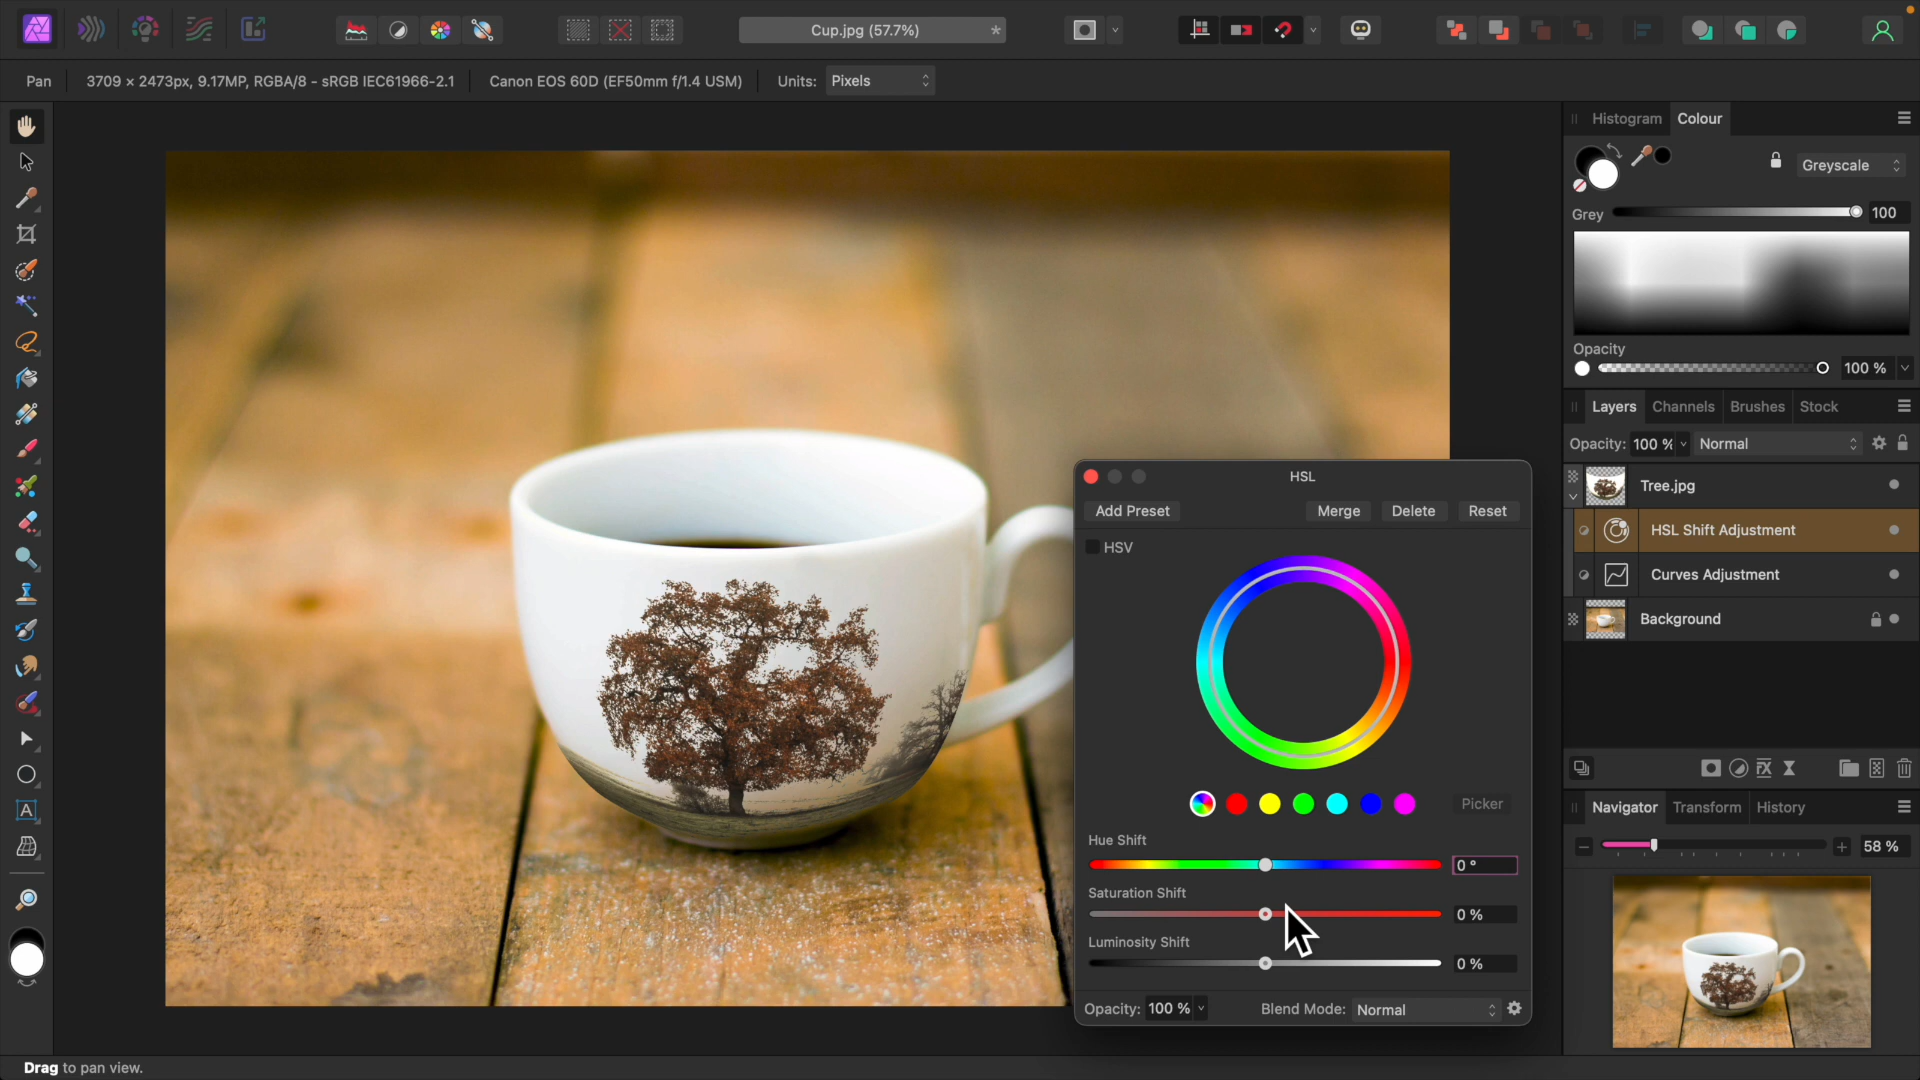 Cup.jpg (57.7%) *
Pan
3709 × 2473px, 9.17MP, RGBA/8 - sRGB IEC61966-2.1
Canon EOS 60D (EF50mm f/1.4 USM)
Units: Pixels
Histogram Colour
Greyscale
Grey 100
Opacity
100 %
Layers Channels Brushes Stock
Opacity: 100 % Normal
Tree.jpg
HSL Shift Adjustment
Curves Adjustment
Background
HSL
Add Preset Merge Delete Reset
HSV
Picker
Hue Shift
0 °
Saturation Shift
0 %
Luminosity Shift
0 %
Opacity: 100 % Blend Mode: Normal
Navigator Transform History
58 %
Drag to pan view.